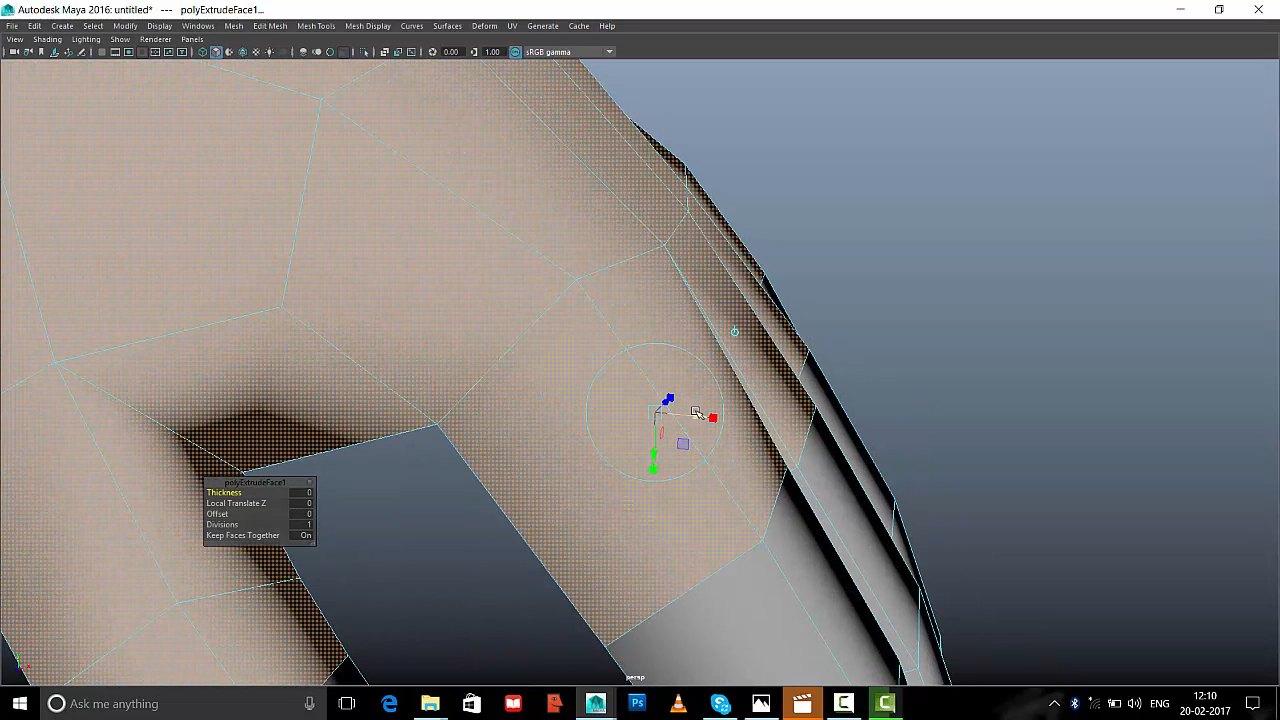 Autodesk Maya 2016: untitled* --- polyExtrudeFace1...
File Edit Create Select Modify Display Windows Mesh Edit Mesh Mesh Tools Mesh Display Curves Surfaces Deform UV Generate Cache Help
View Shading Lighting Show Renderer Panels
0.00 1.00 sRGB gamma
polyExtrudeFace1
Thickness 0
Local Translate Z 0
Offset 0
Divisions 1
Keep Faces Together On
persp
Ask me anything
Ps
ENG
12:10
20-02-2017